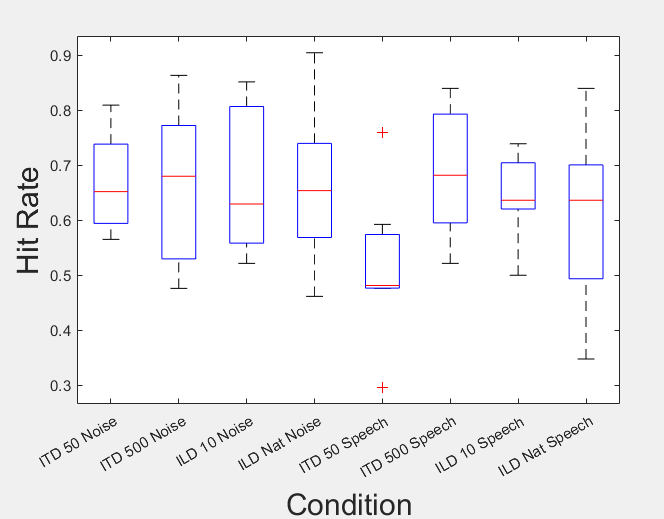 0.9
0.8
0.7
0.6
0.5
0.4
0.3
Hit Rate
ITD 50 Noise
ITD 500 Noise
ILD 10 Noise
ILD Nat Noise
ITD 50 Speech
ITD 500 Speech
ILD 10 Speech
ILD Nat Speech
Condition